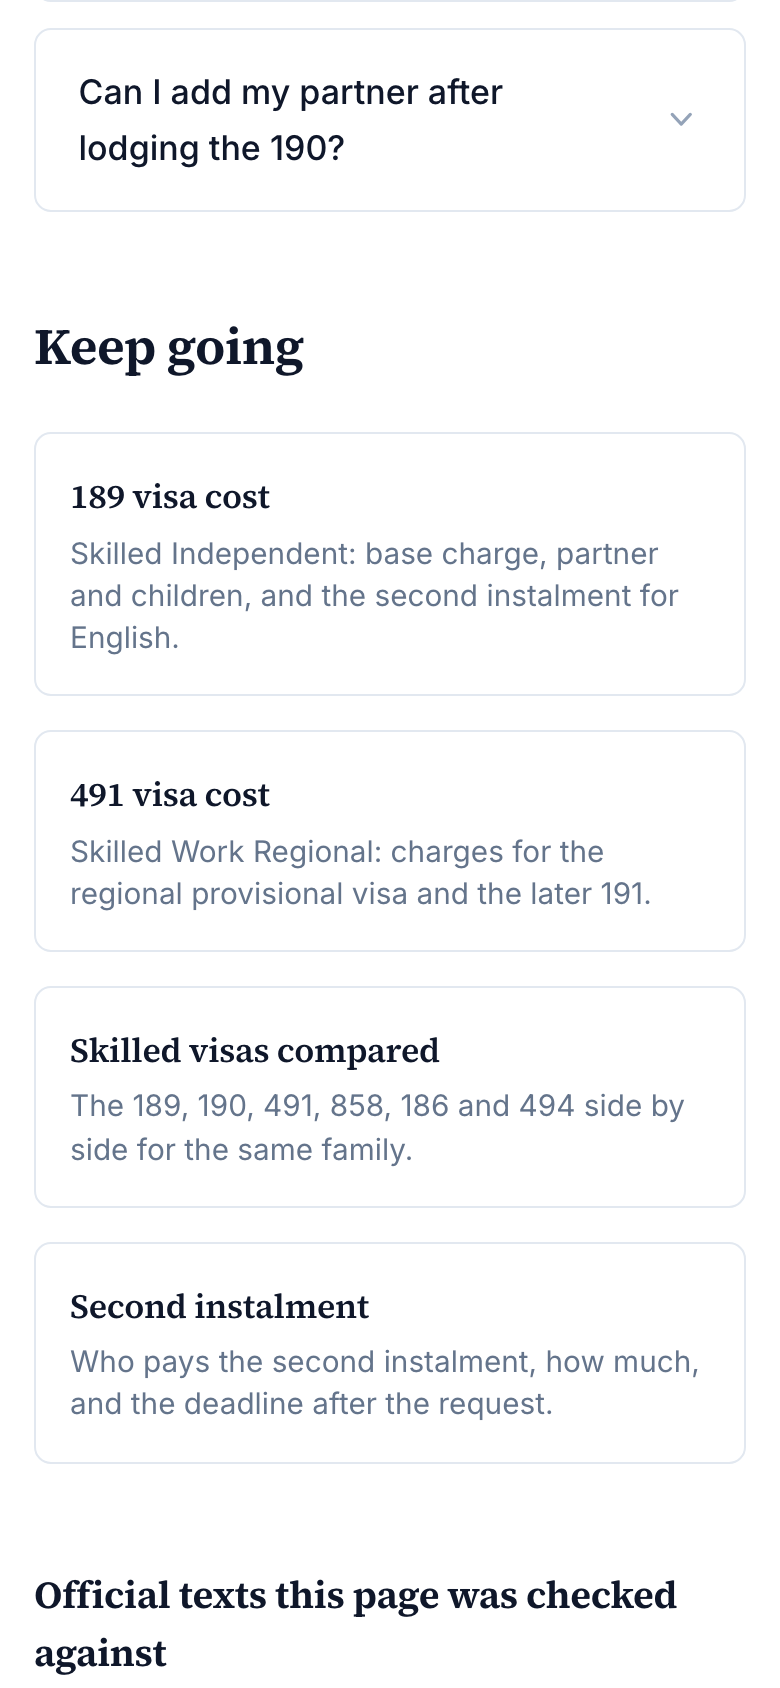 Can I add my partner after
lodging the 190?
Keep going
189 visa cost
Skilled Independent: base charge, partner
and children, and the second instalment for
English.
491 visa cost
Skilled Work Regional: charges for the
regional provisional visa and the later 191.
Skilled visas compared
The 189, 190, 491, 858, 186 and 494 side by
side for the same family.
Second instalment
Who pays the second instalment, how much,
and the deadline after the request.
Official texts this page was checked
against